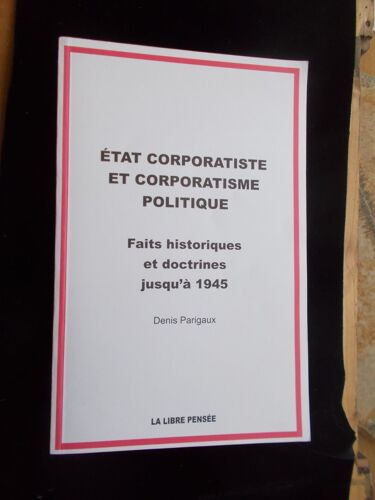 ÉTAT CORPORATISTE
ET CORPORATISME
POLITIQUE
Faits historiques
et doctrines
jusqu'à 1945
Denis Parigaux
LA LIBRE PENSÉE